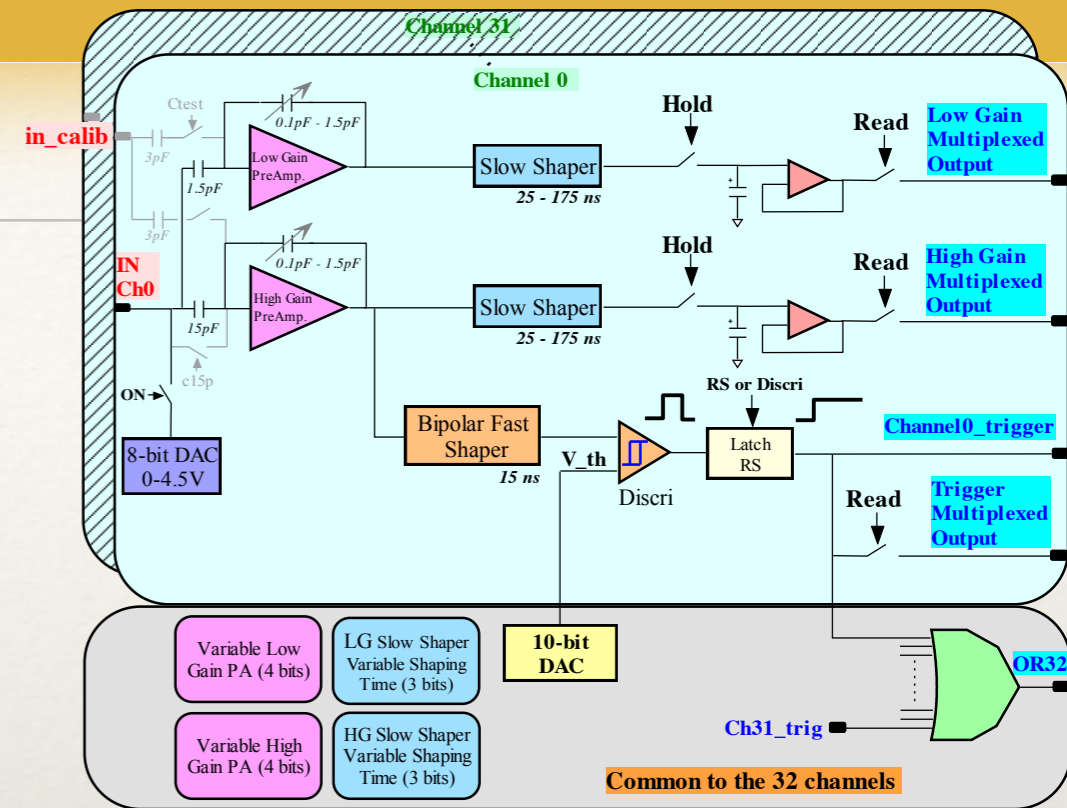 Channel 31
Channel 0
in_calib
Ctest
3pF
1.5pF
0.1pF - 1.5pF
Low Gain
PreAmp.
Slow Shaper
25 - 175 ns
Hold
Read
Low Gain
Multiplexed
Output
3pF
IN
Ch0
15pF
c15p
0.1pF - 1.5pF
High Gain
PreAmp.
Slow Shaper
25 - 175 ns
Hold
Read
High Gain
Multiplexed
Output
ON
8-bit DAC
0-4.5V
Bipolar Fast
Shaper
15 ns
V_th
Discri
RS or Discri
Latch
RS
Channel0_trigger
Read
Trigger
Multiplexed
Output
Variable Low
Gain PA (4 bits)
LG Slow Shaper
Variable Shaping
Time (3 bits)
10-bit
DAC
OR32
Variable High
Gain PA (4 bits)
HG Slow Shaper
Variable Shaping
Time (3 bits)
Ch31_trig
Common to the 32 channels